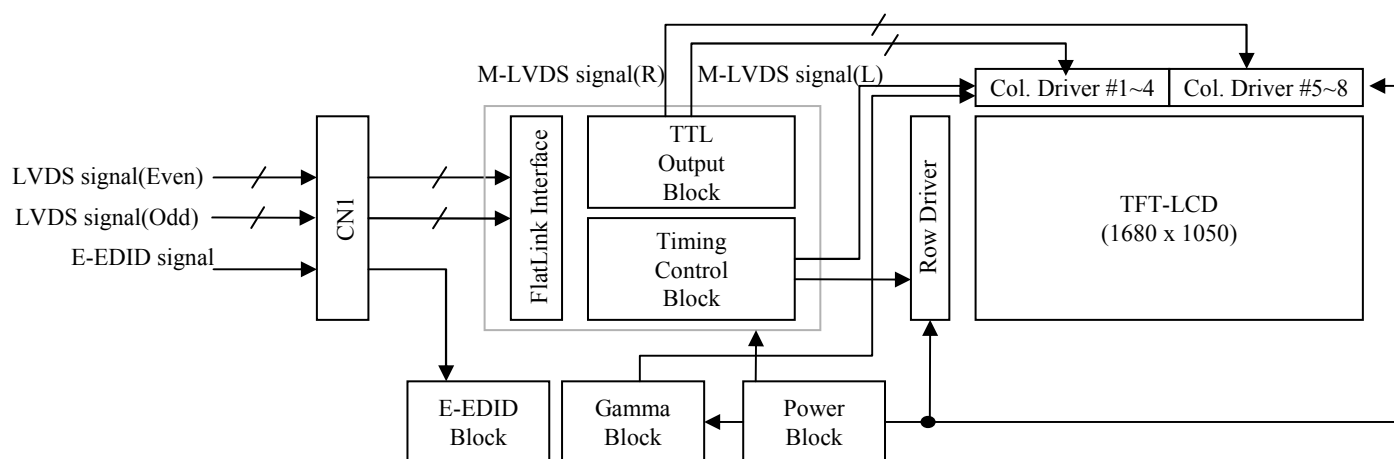 M-LVDS signal(R)
M-LVDS signal(L)
Col. Driver #1~4
Col. Driver #5~8
LVDS signal(Even)
LVDS signal(Odd)
E-EDID signal
CN1
FlatLink Interface
TTL
Output
Block
Timing
Control
Block
Row Driver
TFT-LCD
(1680 x 1050)
E-EDID
Block
Gamma
Block
Power
Block